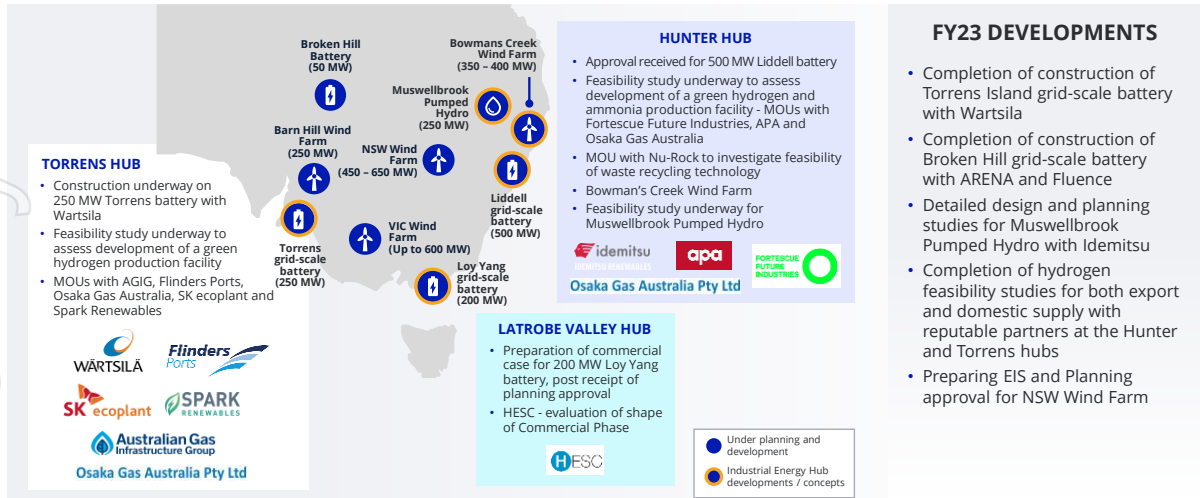 Broken Hill
Battery
(50 MW)
Bowmans Creek
Wind Farm
(350 – 400 MW)
Muswellbrook
Pumped
Hydro
(250 MW)
Barn Hill Wind
Farm
(250 MW)
NSW Wind
Farm
(450 – 650 MW)
Liddell
grid-scale
battery
(500 MW)
VIC Wind
Farm
(Up to 600 MW)
Torrens
grid-scale
battery
(250 MW)
Loy Yang
grid-scale
battery
(200 MW)
TORRENS HUB
• Construction underway on
250 MW Torrens battery with
Wartsila
• Feasibility study underway to
assess development of a green
hydrogen production facility
• MOUs with AGIG, Flinders Ports,
Osaka Gas Australia, SK ecoplant and
Spark Renewables
WÄRTSILÄ
Flinders
Ports
SK ecoplant
SPARK
RENEWABLES
Australian Gas
Infrastructure Group
Osaka Gas Australia Pty Ltd
HUNTER HUB
• Approval received for 500 MW Liddell battery
• Feasibility study underway to assess
development of a green hydrogen and
ammonia production facility - MOUs with
Fortescue Future Industries, APA and
Osaka Gas Australia
• MOU with Nu-Rock to investigate feasibility
of waste recycling technology
• Bowman's Creek Wind Farm
• Feasibility study underway for
Muswellbrook Pumped Hydro
idemitsu
IDEMITSU RENEWABLES
apa
FORTESCUE
FUTURE
INDUSTRIES
Osaka Gas Australia Pty Ltd
LATROBE VALLEY HUB
• Preparation of commercial
case for 200 MW Loy Yang
battery, post receipt of
planning approval
• HESC - evaluation of shape
of Commercial Phase
HESC
Under planning and
development
Industrial Energy Hub
developments / concepts
FY23 DEVELOPMENTS
• Completion of construction of
Torrens Island grid-scale battery
with Wartsila
• Completion of construction of
Broken Hill grid-scale battery
with ARENA and Fluence
• Detailed design and planning
studies for Muswellbrook
Pumped Hydro with Idemitsu
• Completion of hydrogen
feasibility studies for both export
and domestic supply with
reputable partners at the Hunter
and Torrens hubs
• Preparing EIS and Planning
approval for NSW Wind Farm